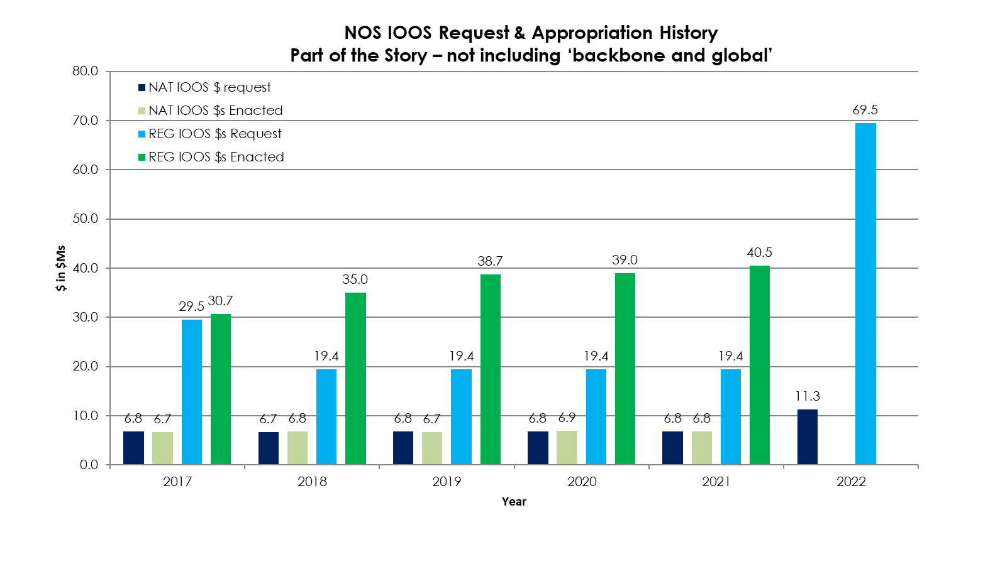 NOS IOOS Request & Appropriation History
Part of the Story – not including ‘backbone and global’
80.0
70.0
60.0
50.0
40.0
30.0
20.0
10.0
0.0
$ in $Ms
NAT IOOS $ request
NAT IOOS $s Enacted
REG IOOS $s Request
REG IOOS $s Enacted
6.8 6.7 29.5 30.7
6.7 6.8 19.4 35.0
6.8 6.7 19.4 38.7
6.8 6.9 19.4 39.0
6.8 6.8 19.4 40.5
11.3 69.5
2017 2018 2019 2020 2021 2022
Year